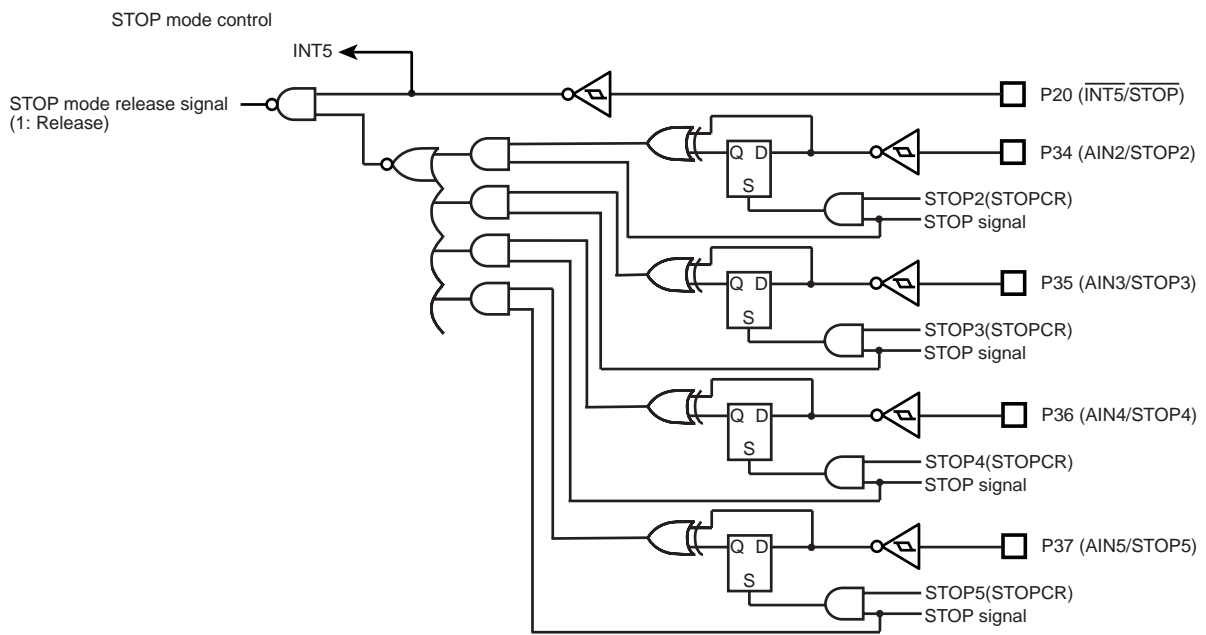 STOP mode control
INT5
STOP mode release signal
(1: Release)
P20 (INT5/STOP)
P34 (AIN2/STOP2)
Q D
S
STOP2(STOPCR)
STOP signal
P35 (AIN3/STOP3)
Q D
S
STOP3(STOPCR)
STOP signal
P36 (AIN4/STOP4)
Q D
S
STOP4(STOPCR)
STOP signal
P37 (AIN5/STOP5)
Q D
S
STOP5(STOPCR)
STOP signal